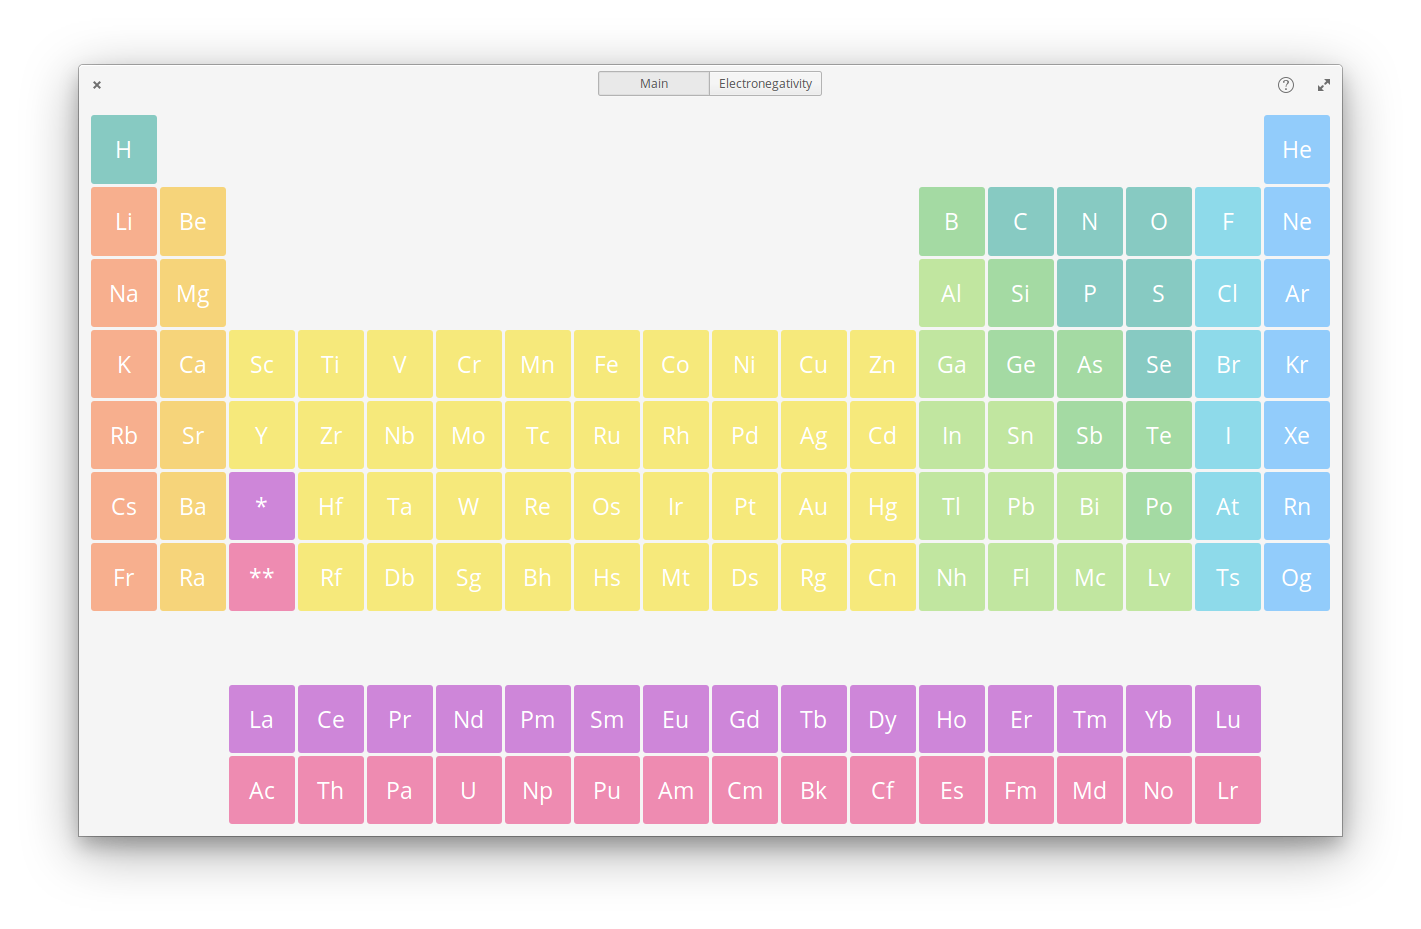 Main Electronegativity ?
H He
Li Be B C N O F Ne
Na Mg Al Si P S Cl Ar
K Ca Sc Ti V Cr Mn Fe Co Ni Cu Zn Ga Ge As Se Br Kr
Rb Sr Y Zr Nb Mo Tc Ru Rh Pd Ag Cd In Sn Sb Te I Xe
Cs Ba * Hf Ta W Re Os Ir Pt Au Hg Tl Pb Bi Po At Rn
Fr Ra ** Rf Db Sg Bh Hs Mt Ds Rg Cn Nh Fl Mc Lv Ts Og
La Ce Pr Nd Pm Sm Eu Gd Tb Dy Ho Er Tm Yb Lu
Ac Th Pa U Np Pu Am Cm Bk Cf Es Fm Md No Lr